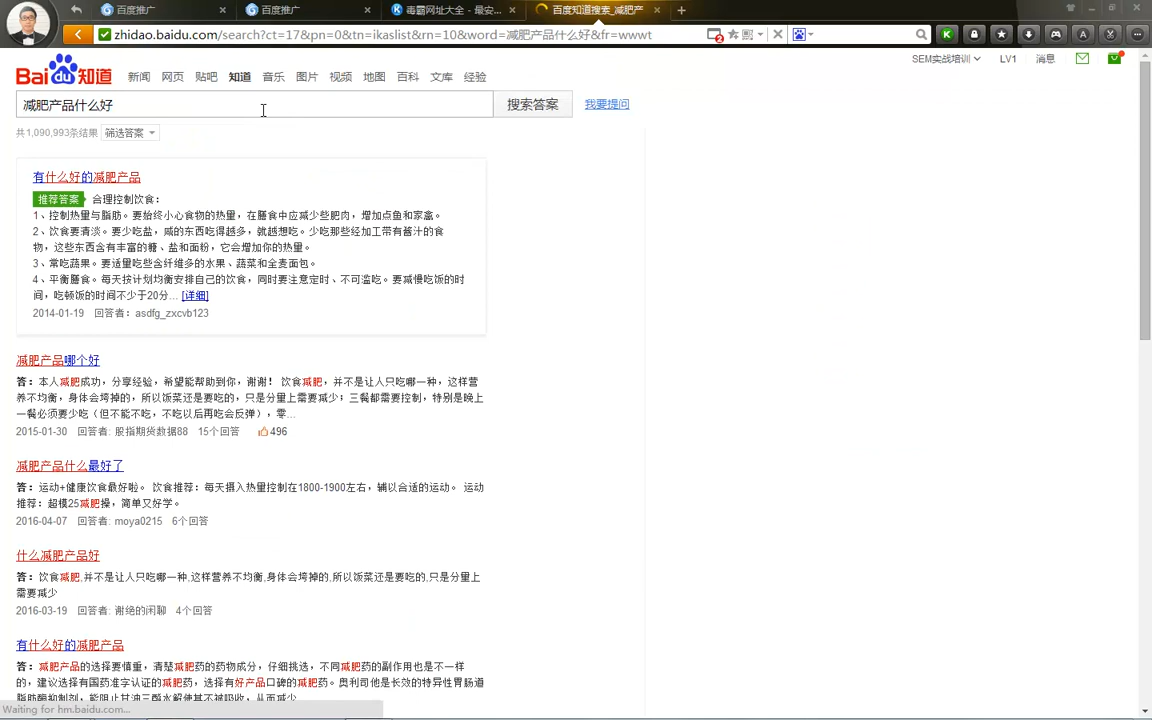 百度推广
百度推广
毒霸网址大全 - 最安...
百度知道搜索_减肥产
zhidao.baidu.com/search?ct=17&pn=0&tn=ikaslist&rn=10&word=减肥产品什么好&fr=wwwt
SEM实战培训 LV1 消息
Bai du 知道 新闻 网页 贴吧 知道 音乐 图片 视频 地图 百科 文库 经验
减肥产品什么好 搜索答案 我要提问
共1,090,993条结果 筛选答案
有什么好的减肥产品
推荐答案 合理控制饮食：
1、控制热量与脂肪。要始终小心食物的热量，在膳食中应减少些肥肉，增加点鱼和家禽。
2、饮食要清淡。要少吃盐，咸的东西吃得越多，就越想吃。少吃那些经加工带有酱汁的食
物，这些东西含有丰富的糖、盐和面粉，它会增加你的热量。
3、常吃蔬果。要适量吃些含纤维多的水果、蔬菜和全麦面包。
4、平衡膳食。每天按计划均衡安排自己的饮食，同时要注意定时、不可滥吃。要减慢吃饭的时
间，吃顿饭的时间不少于20分... [详细]
2014-01-19 回答者：asdfg_zxcvb123
减肥产品哪个好
答：本人减肥成功，分享经验，希望能帮助到你，谢谢！ 饮食减肥，并不是让人只吃哪一种，这样营
养不均衡，身体会垮掉的，所以饭菜还是要吃的，只是分量上需要减少；三餐都需要控制，特别是晚上
一餐必须要少吃（但不能不吃，不吃以后再吃会反弹），零...
2015-01-30 回答者: 股指期货数据88 15个回答 496
减肥产品什么最好了
答：运动+健康饮食最好啦。 饮食推荐：每天摄入热量控制在1800-1900左右，辅以合适的运动。 运动
推荐：超模25减肥操，简单又好学。
2016-04-07 回答者: moya0215 6个回答
什么减肥产品好
答：饮食减肥,并不是让人只吃哪一种,这样营养不均衡,身体会垮掉的,所以饭菜还是要吃的,只是分量上
需要减少
2016-03-19 回答者: 谢绝的闲聊 4个回答
有什么好的减肥产品
答：减肥产品的选择要慎重，清楚减肥药的药物成分，仔细挑选，不同减肥药的副作用也是不一样
的，建议选择有国药准字认证的减肥药，选择有好产品口碑的减肥药。奥利司他是长效的特异性胃肠道
脂肪酶抑制剂，能阻止甘油三酯水解使其不被吸收，从而减少
Waiting for hm.baidu.com...